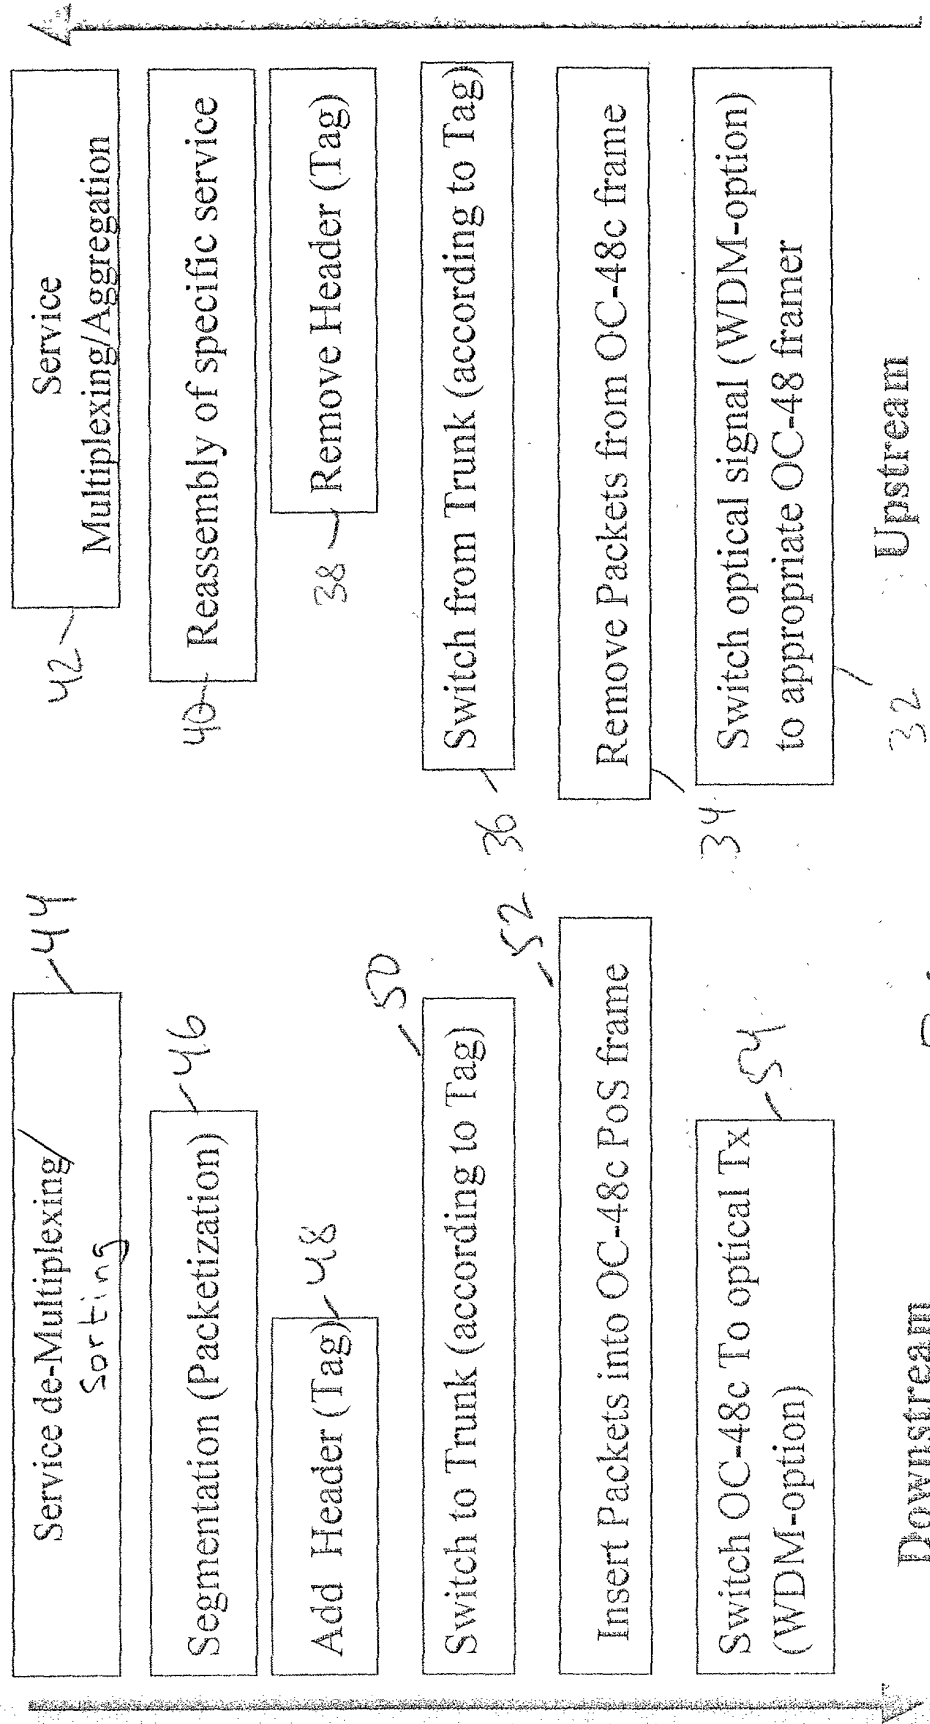 Service de-Multiplexing/
Sorting
44
Segmentation (Packetization)
46
Add Header (Tag)
48
Switch to Trunk (according to Tag)
50
Insert Packets into OC-48c PoS frame
52
Switch OC-48c To optical Tx
(WDM-option)
54
Downstream
Service
Multiplexing/Aggregation
42
Reassembly of specific service
40
Remove Header (Tag)
38
Switch from Trunk (according to Tag)
36
Remove Packets from OC-48c frame
34
Switch optical signal (WDM-option)
to appropriate OC-48 framer
32
Upstream